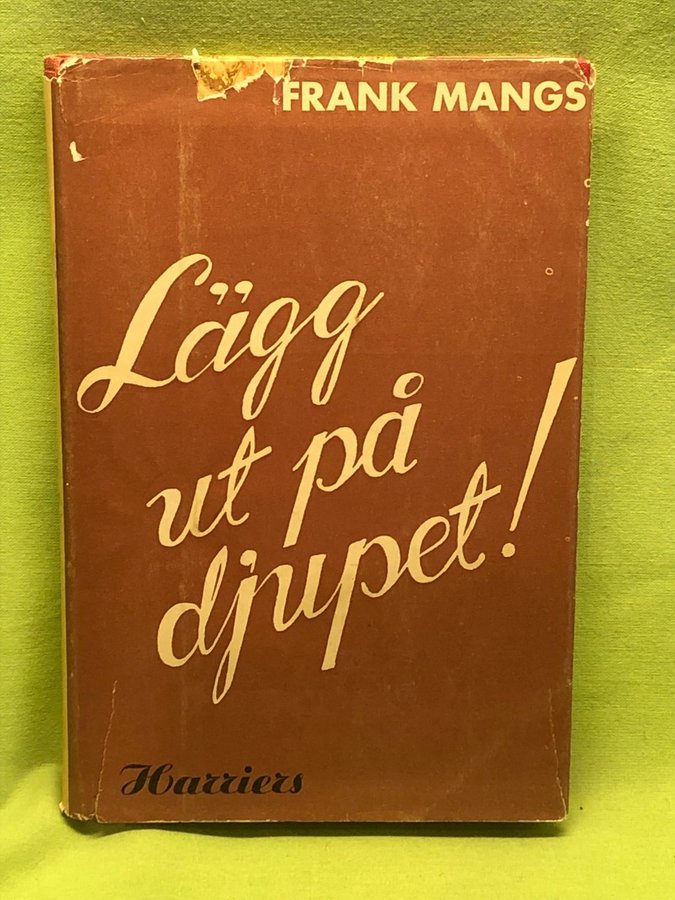 FRANK MANGS
Lägg
ut på
djupet!
Harriers